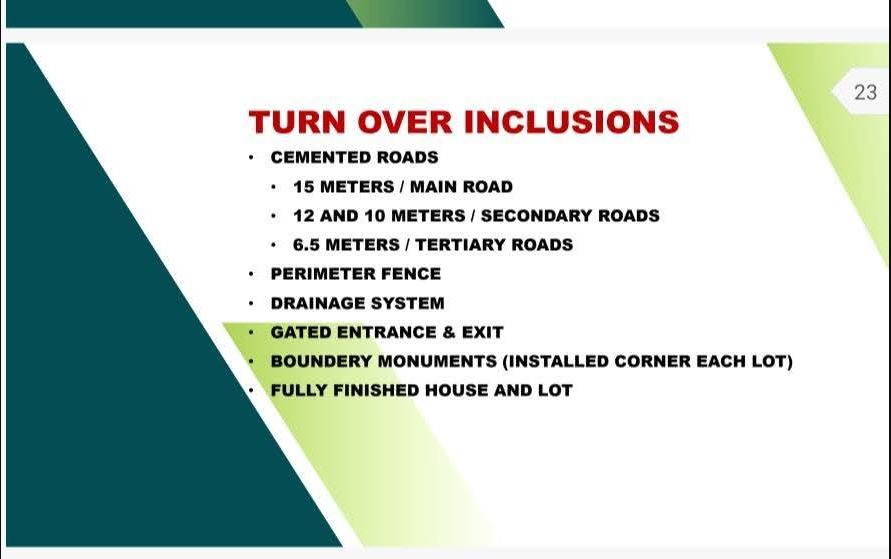 23
TURN OVER INCLUSIONS
• CEMENTED ROADS
• 15 METERS / MAIN ROAD
• 12 AND 10 METERS / SECONDARY ROADS
• 6.5 METERS / TERTIARY ROADS
• PERIMETER FENCE
• DRAINAGE SYSTEM
• GATED ENTRANCE & EXIT
• BOUNDERY MONUMENTS (INSTALLED CORNER EACH LOT)
• FULLY FINISHED HOUSE AND LOT